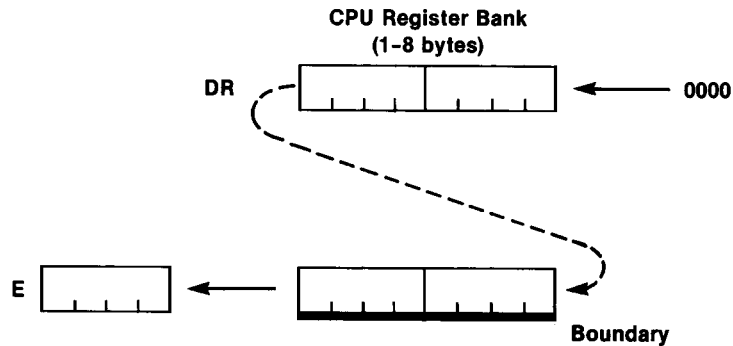 CPU Register Bank
(1-8 bytes)
DR
0000
E
Boundary